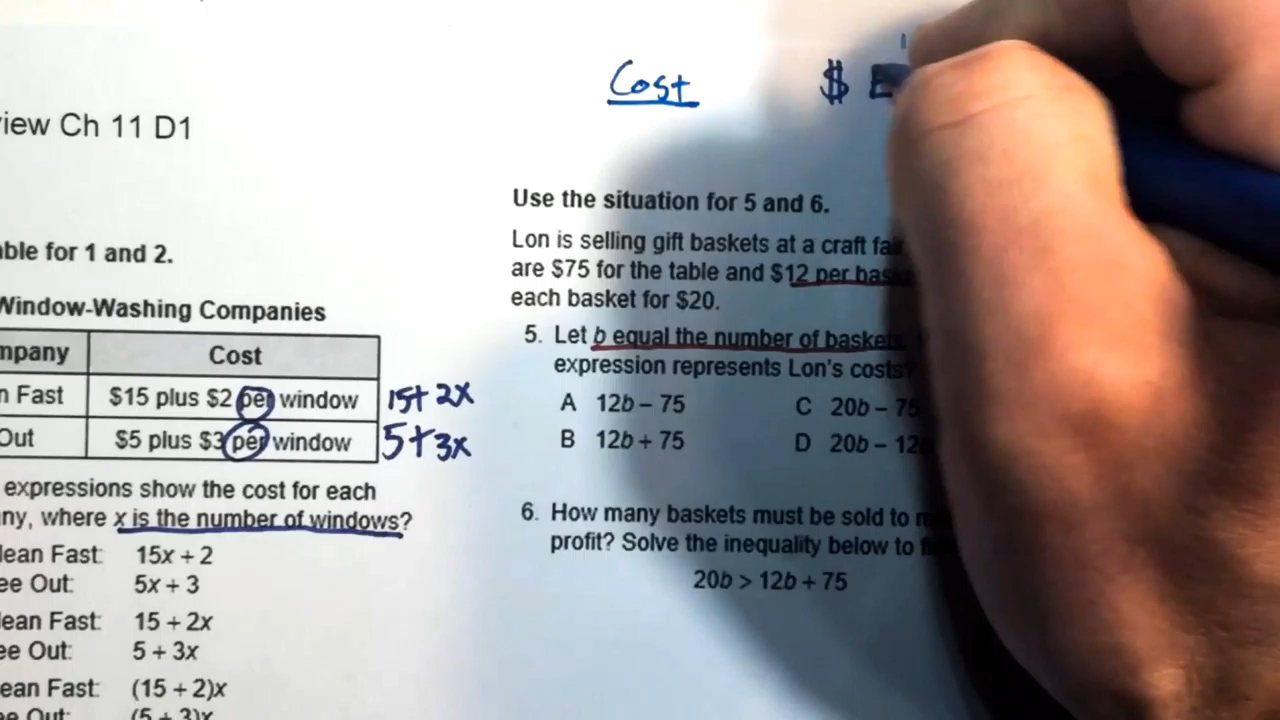 Cost $ E
view Ch 11 D1
Use the situation for 5 and 6.
Lon is selling gift baskets at a craft
are $75 for the table and $12 per
each basket for $20.
5. Let b equal the number of baskets.
expression represents Lon's costs
A 12b – 75 C 20b – 75
B 12b + 75 D 20b – 12
6. How many baskets must be sold to
profit? Solve the inequality below to
20b > 12b + 75
able for 1 and 2.
Window-Washing Companies
mpany Cost
n Fast $15 plus $2 per window 15+ 2x
Out $5 plus $3 per window 5+3x
expressions show the cost for each
ny, where x is the number of windows?
lean Fast: 15x + 2
ee Out: 5x + 3
lean Fast: 15 + 2x
ee Out: 5 + 3x
ean Fast: (15 + 2)x
ee Out: (5 + 3)x